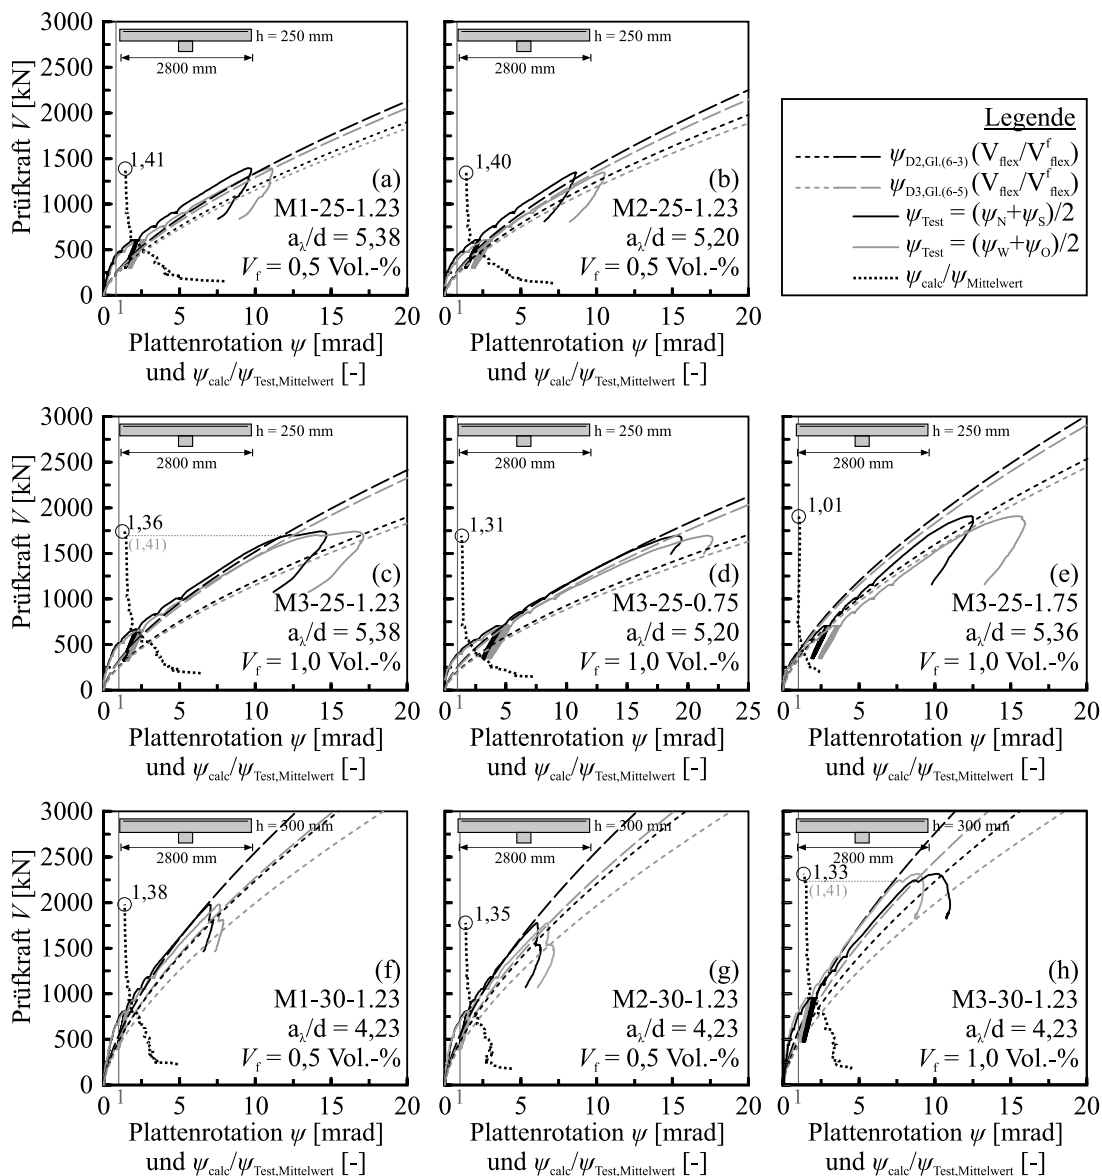 Prüfkraft V [kN]
3000
2500
2000
1500
1000
500
0
h = 250 mm
2800 mm
1,41
(a)
M1-25-1.23
aλ/d = 5,38
Vf = 0,5 Vol.-%
0 1 5 10 15 20
Plattenrotation ψ [mrad]
und ψcalc/ψTest,Mittelwert [-]
h = 250 mm
2800 mm
1,40
(b)
M2-25-1.23
aλ/d = 5,20
Vf = 0,5 Vol.-%
0 1 5 10 15 20
Plattenrotation ψ [mrad]
und ψcalc/ψTest,Mittelwert [-]
Legende
ψD2,Gl.(6-3) (Vflex/Vfflex)
ψD3,Gl.(6-5) (Vflex/Vfflex)
ψTest = (ψN+ψS)/2
ψTest = (ψW+ψO)/2
ψcalc/ψMittelwert
Prüfkraft V [kN]
3000
2500
2000
1500
1000
500
0
h = 250 mm
2800 mm
1,36
(1,41)
(c)
M3-25-1.23
aλ/d = 5,38
Vf = 1,0 Vol.-%
0 1 5 10 15 20
Plattenrotation ψ [mrad]
und ψcalc/ψTest,Mittelwert [-]
h = 250 mm
2800 mm
1,31
(d)
M3-25-0.75
aλ/d = 5,20
Vf = 1,0 Vol.-%
0 1 5 10 15 20 25
Plattenrotation ψ [mrad]
und ψcalc/ψTest,Mittelwert [-]
h = 250 mm
2800 mm
1,01
(e)
M3-25-1.75
aλ/d = 5,36
Vf = 1,0 Vol.-%
0 1 5 10 15 20
Plattenrotation ψ [mrad]
und ψcalc/ψTest,Mittelwert [-]
Prüfkraft V [kN]
3000
2500
2000
1500
1000
500
0
h = 300 mm
2800 mm
1,38
(f)
M1-30-1.23
aλ/d = 4,23
Vf = 0,5 Vol.-%
0 1 5 10 15 20
Plattenrotation ψ [mrad]
und ψcalc/ψTest,Mittelwert [-]
h = 300 mm
2800 mm
1,35
(g)
M2-30-1.23
aλ/d = 4,23
Vf = 0,5 Vol.-%
0 1 5 10 15 20
Plattenrotation ψ [mrad]
und ψcalc/ψTest,Mittelwert [-]
h = 300 mm
2800 mm
1,33
(1,41)
(h)
M3-30-1.23
aλ/d = 4,23
Vf = 1,0 Vol.-%
0 1 5 10 15 20
Plattenrotation ψ [mrad]
und ψcalc/ψTest,Mittelwert [-]